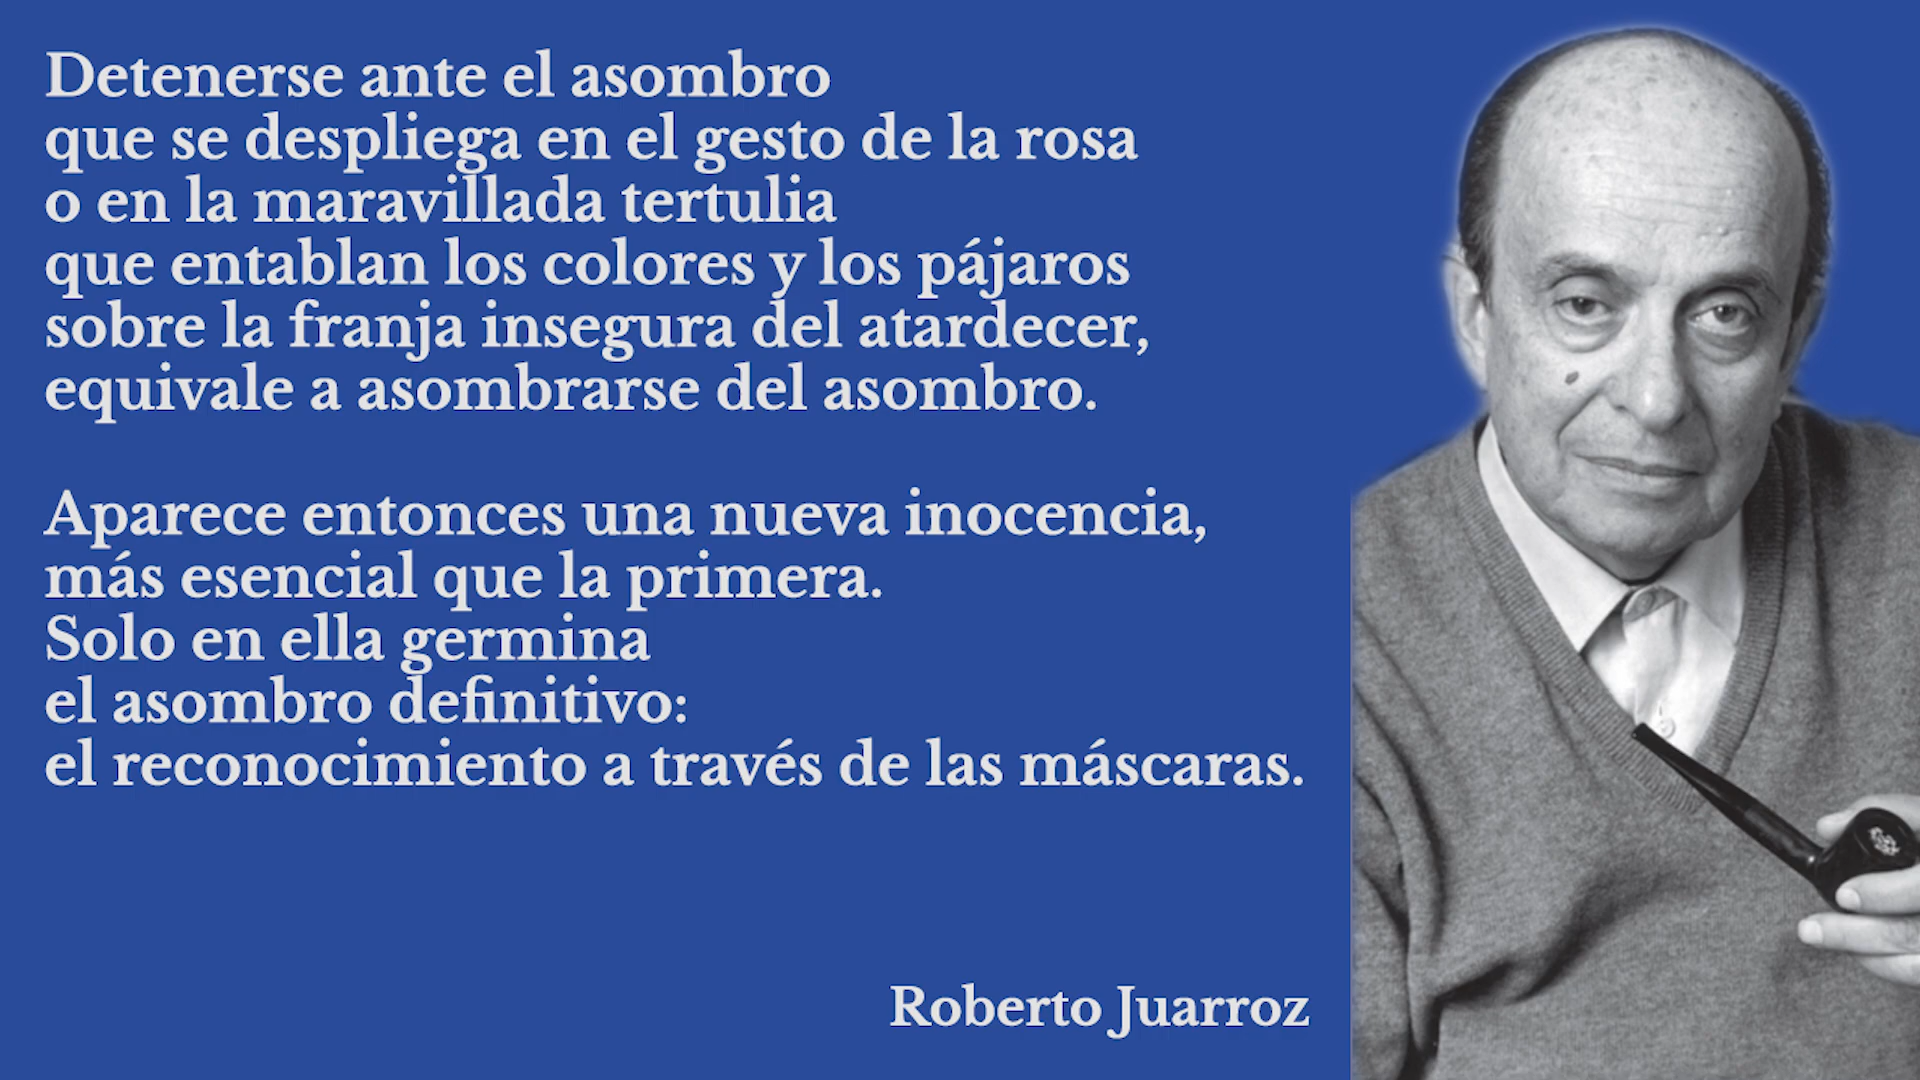 Detenerse ante el asombro
que se despliega en el gesto de la rosa
o en la maravillada tertulia
que entablan los colores y los pájaros
sobre la franja insegura del atardecer,
equivale a asombrarse del asombro.
Aparece entonces una nueva inocencia,
más esencial que la primera.
Solo en ella germina
el asombro definitivo:
el reconocimiento a través de las máscaras.
Roberto Juarroz